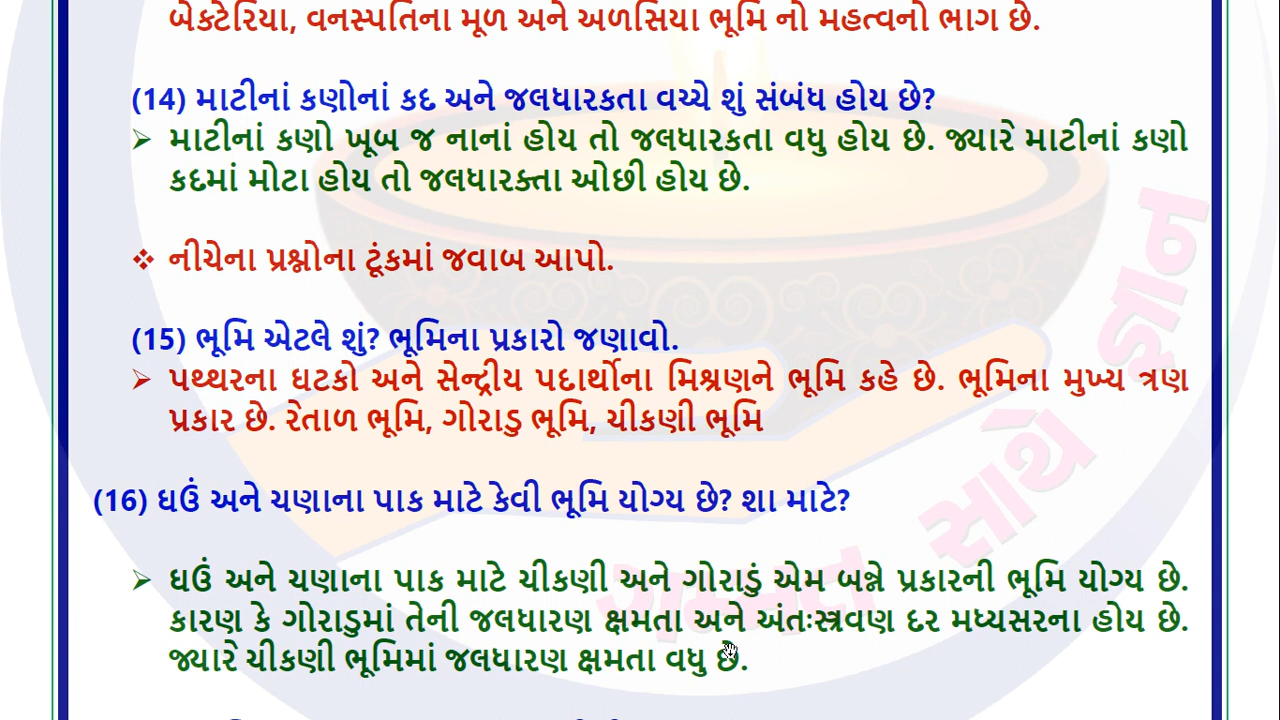 બેક્ટેરિયા, વનસ્પતિના મૂળ અને અળસિયા ભૂમિ નો મહત્વનો ભાગ છે.
(14) માટીનાં કણોનાં કદ અને જલધારકતા વચ્ચે શું સંબંધ હોય છે?
➢ માટીનાં કણો ખૂબ જ નાનાં હોય તો જલધારકતા વધુ હોય છે. જ્યારે માટીનાં કણો
કદમાં મોટા હોય તો જલધારક્તા ઓછી હોય છે.
❖ નીચેના પ્રશ્નોના ટૂંકમાં જવાબ આપો.
(15) ભૂમિ એટલે શું? ભૂમિના પ્રકારો જણાવો.
➢ પથ્થરના ઘટકો અને સેન્દ્રીય પદાર્થોના મિશ્રણને ભૂમિ કહે છે. ભૂમિના મુખ્ય ત્રણ
પ્રકાર છે. રેતાળ ભૂમિ, ગોરાડુ ભૂમિ, ચીકણી ભૂમિ
(16) ઘઉં અને ચણાના પાક માટે કેવી ભૂમિ યોગ્ય છે? શા માટે?
➢ ઘઉં અને ચણાના પાક માટે ચીકણી અને ગોરાડું એમ બન્ને પ્રકારની ભૂમિ યોગ્ય છે.
કારણ કે ગોરાડુમાં તેની જલધારણ ક્ષમતા અને અંતઃસ્ત્રવણ દર મધ્યસરના હોય છે.
જ્યારે ચીકણી ભૂમિમાં જલધારણ ક્ષમતા વધુ છે.
ગમ્મત સાથે જ્ઞાન